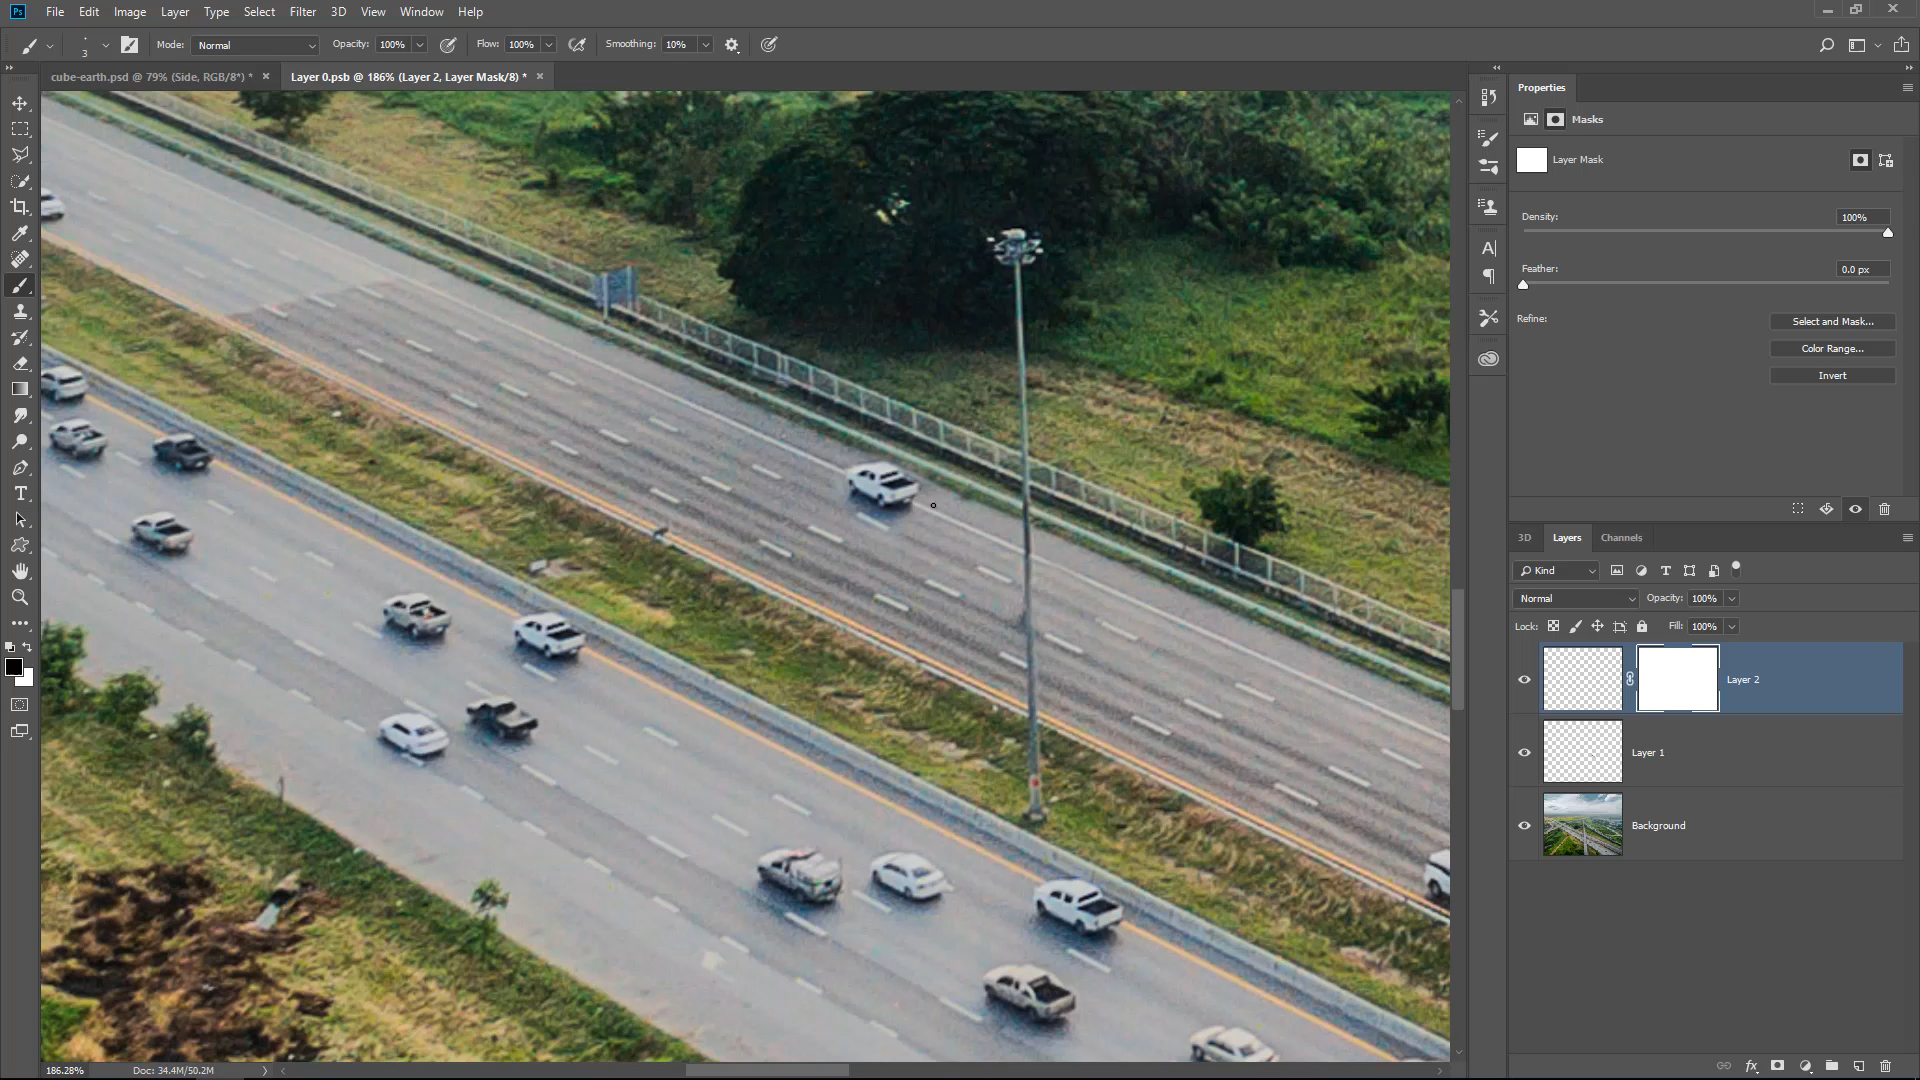 Ps File Edit Image Layer Type Select Filter 3D View Window Help
3 Mode: Normal Opacity: 100% Flow: 100% Smoothing: 10%
cube-earth.psd @ 79% (Side, RGB/8*) * Layer 0.psb @ 186% (Layer 2, Layer Mask/8) *
Properties
Masks
Layer Mask
Density: 100%
Feather: 0.0 px
Refine: Select and Mask...
Color Range...
Invert
3D Layers Channels
Kind
Normal Opacity: 100%
Lock: Fill: 100%
Layer 2
Layer 1
Background
186.28% Doc: 34.4M/50.2M